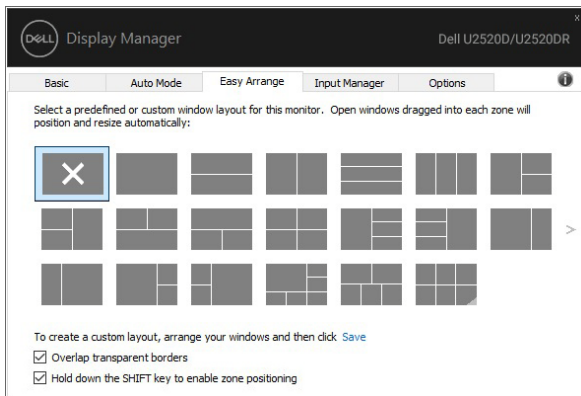 DELL Display Manager
Dell U2520D/U2520DR
Basic
Auto Mode
Easy Arrange
Input Manager
Options
Select a predefined or custom window layout for this monitor. Open windows dragged into each zone will
position and resize automatically:
To create a custom layout, arrange your windows and then click Save
Overlap transparent borders
Hold down the SHIFT key to enable zone positioning